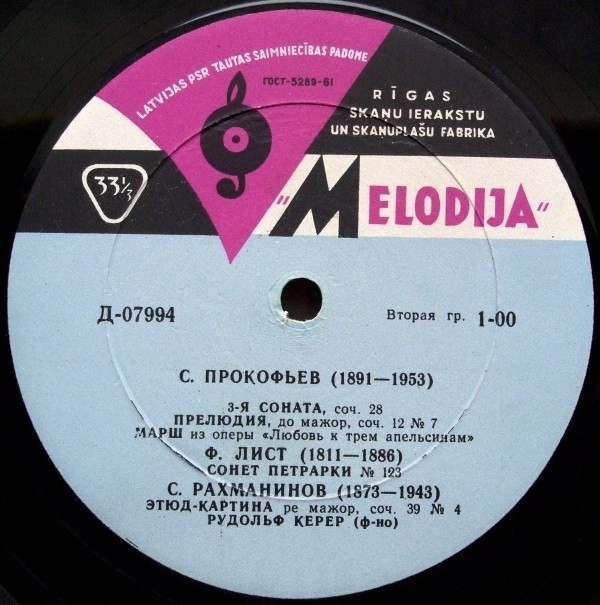 LATVIJAS PSR TAUTAS SAIMNIECĪBAS PADOME
ГОСТ-5289-61
RĪGAS
SKAŅU IERAKSTU
UN SKAŅUPLAŠU FABRIKA
33⅓
"MELODIJA"
Д-07994
Вторая гр. 1-00
С. ПРОКОФЬЕВ (1891—1953)
3-Я СОНАТА, соч. 28
ПРЕЛЮДИЯ, до мажор, соч. 12 № 7
МАРШ из оперы «Любовь к трем апельсинам»
Ф. ЛИСТ (1811—1886)
СОНЕТ ПЕТРАРКИ № 123
С. РАХМАНИНОВ (1873—1943)
ЭТЮД-КАРТИНА ре мажор, соч. 39 № 4
РУДОЛЬФ КЕРЕР (ф-но)